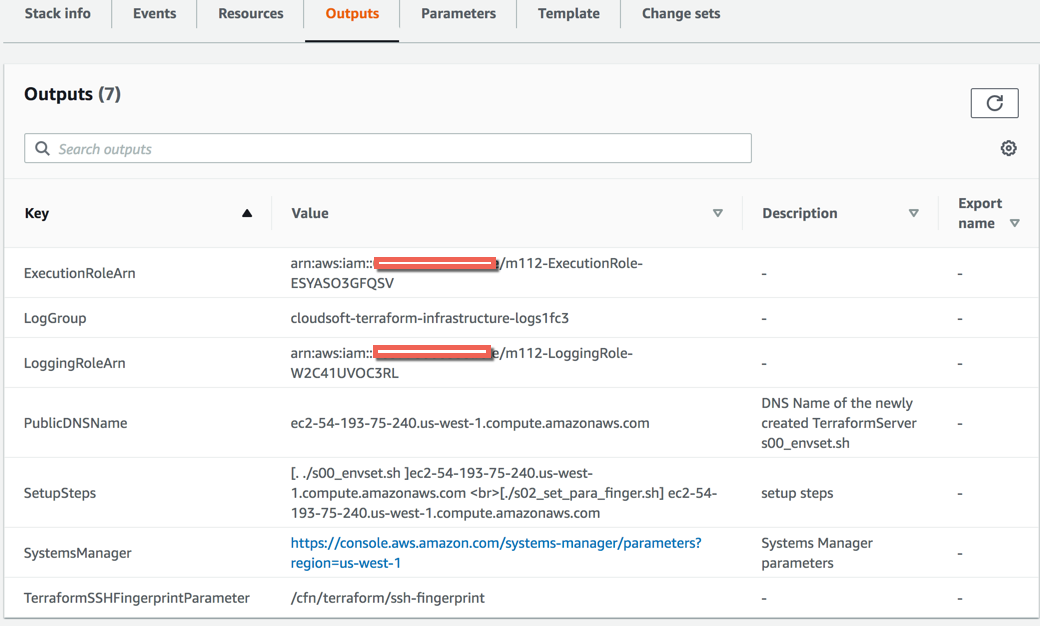 Stack info Events Resources Outputs Parameters Template Change sets
Outputs (7)
Search outputs
Key Value Description Export
name
ExecutionRoleArn
arn:aws:iam:: /m112-ExecutionRole-
ESYASO3GFQSV
- -
LogGroup cloudsoft-terraform-infrastructure-logs1fc3 - -
LoggingRoleArn
arn:aws:iam:: e/m112-LoggingRole-
W2C41UVOC3RL
- -
PublicDNSName ec2-54-193-75-240.us-west-1.compute.amazonaws.com
DNS Name of the newly
created TerraformServer
s00_envset.sh
-
SetupSteps
[. ./s00_envset.sh ]ec2-54-193-75-240.us-west-
1.compute.amazonaws.com <br>[./s02_set_para_finger.sh] ec2-54-
193-75-240.us-west-1.compute.amazonaws.com
setup steps -
SystemsManager
https://console.aws.amazon.com/systems-manager/parameters?
region=us-west-1
Systems Manager
parameters
-
TerraformSSHFingerprintParameter /cfn/terraform/ssh-fingerprint - -